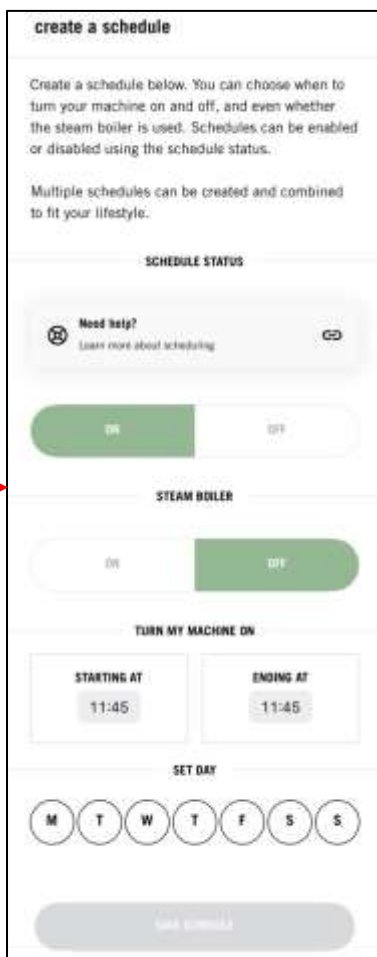 create a schedule
Create a schedule below. You can choose when to
turn your machine on and off, and even whether
the steam boiler is used. Schedules can be enabled
or disabled using the schedule status.
Multiple schedules can be created and combined
to fit your lifestyle.
SCHEDULE STATUS
Need help?
Learn more about scheduling
ON OFF
STEAM BOILER
ON OFF
TURN MY MACHINE ON
STARTING AT ENDING AT
11:45 11:45
SET DAY
M T W T F S S
SAVE SCHEDULE